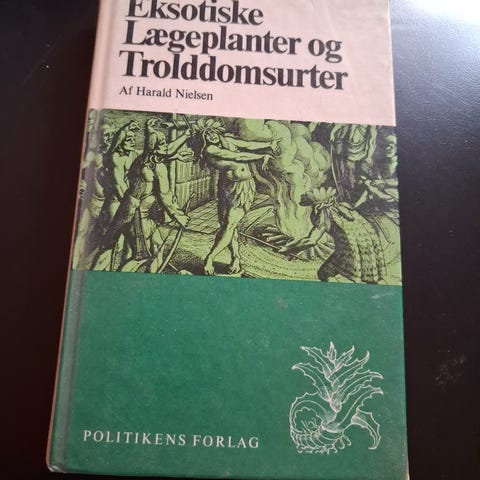 Eksotiske
Lægeplanter og
Trolddomsurter
Af Harald Nielsen
POLITIKENS FORLAG